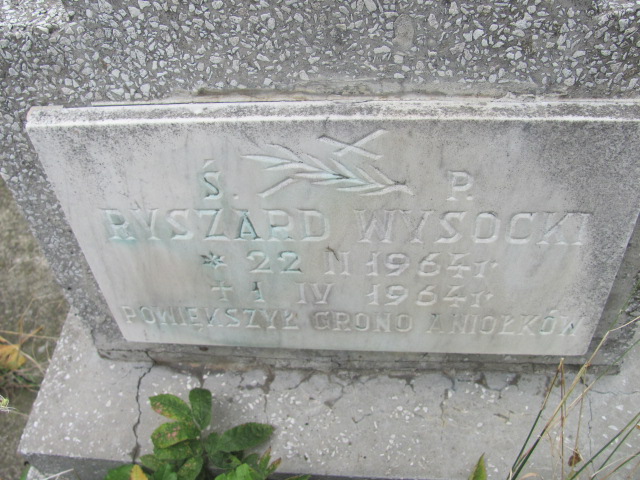 Ś. P.
RYSZARD WYSOCKI
* 22 II 1964 r
+ 1 IV 1964 r.
POWIĘKSZYŁ GRONO ANIOŁKÓW